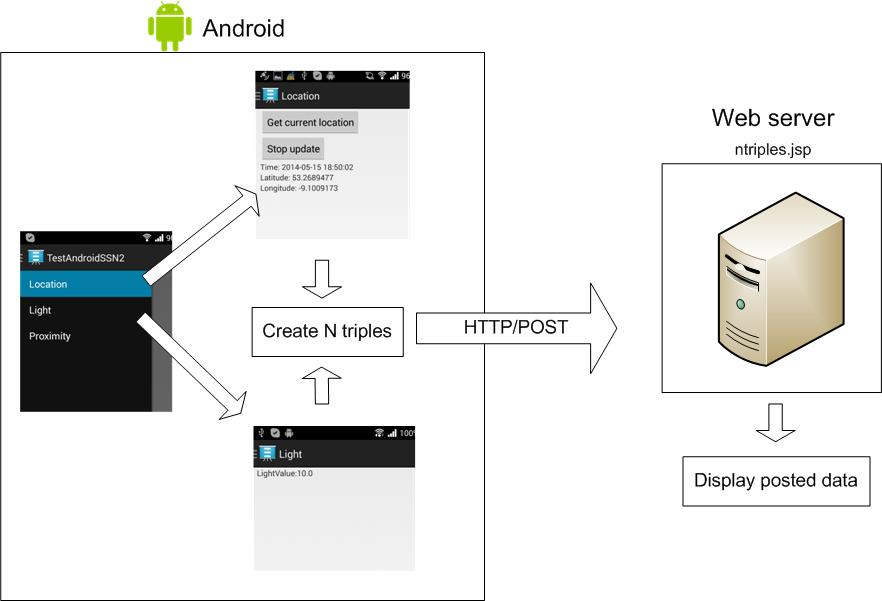 Android
96
Location
Get current location
Stop update
Time: 2014-05-15 18:50:02
Latitude: 53.2689477
Longitude: -9.1009173
TestAndroidSSN2
Location
Light
Proximity
Create N triples
HTTP/POST
100%
Light
LightValue:10.0
Web server
ntriples.jsp
Display posted data